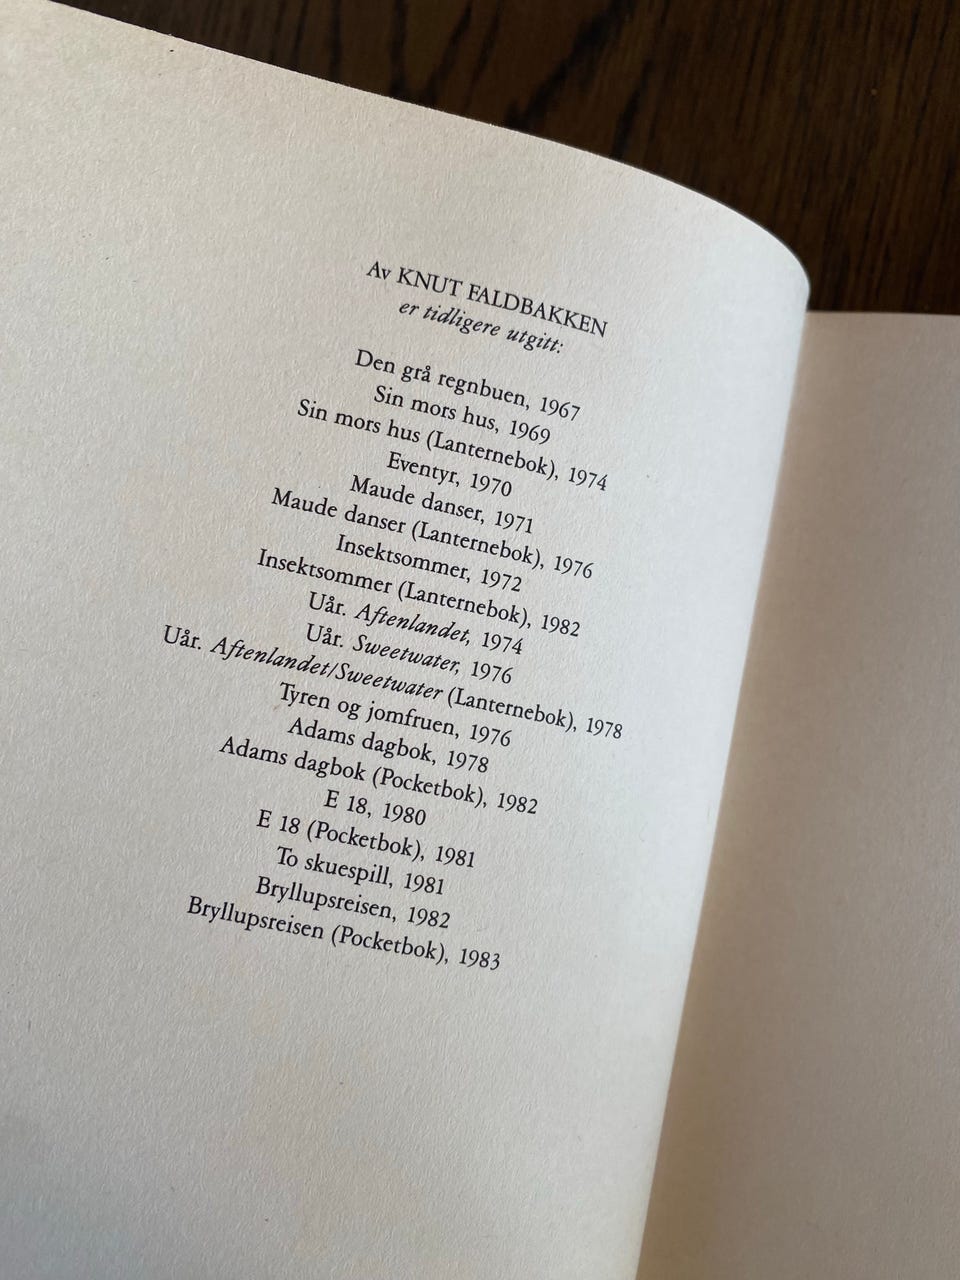 Av KNUT FALDBAKKEN
er tidligere utgitt:
Den grå regnbuen, 1967
Sin mors hus, 1969
Sin mors hus (Lanternebok), 1974
Eventyr, 1970
Maude danser, 1971
Maude danser (Lanternebok), 1976
Insektsommer, 1972
Insektsommer (Lanternebok), 1982
Uår. Aftenlandet, 1974
Uår. Sweetwater, 1976
Uår. Aftenlandet/Sweetwater (Lanternebok), 1978
Tyren og jomfruen, 1976
Adams dagbok, 1978
Adams dagbok (Pocketbok), 1982
E 18, 1980
E 18 (Pocketbok), 1981
To skuespill, 1981
Bryllupsreisen, 1982
Bryllupsreisen (Pocketbok), 1983